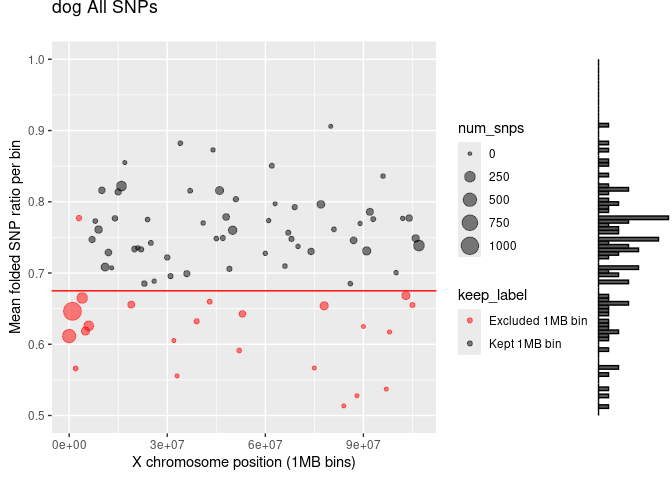 dog All SNPs
Mean folded SNP ratio per bin
1.0
0.9
0.8
0.7
0.6
0.5
0e+00
3e+07
6e+07
9e+07
X chromosome position (1MB bins)
num_snps
0
250
500
750
1000
keep_label
Excluded 1MB bin
Kept 1MB bin